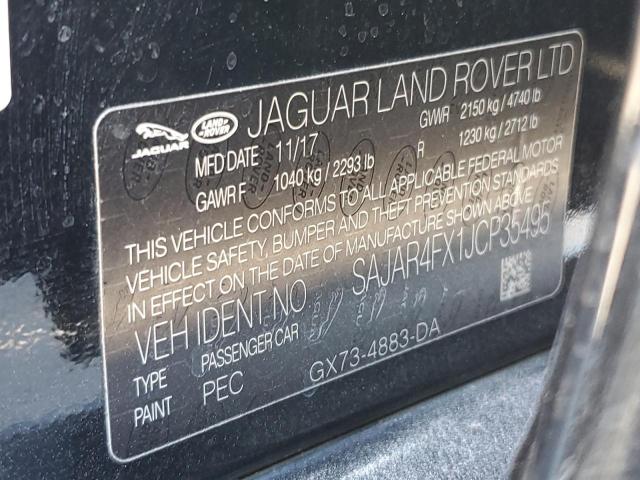 JAGUAR
LAND ROVER
JAGUAR LAND ROVER LTD
MFD DATE: 11/17 GVWR 2150 kg / 4740 lb
GAWR F 1040 kg / 2293 lb R 1230 kg / 2712 lb
THIS VEHICLE CONFORMS TO ALL APPLICABLE FEDERAL MOTOR
VEHICLE SAFETY, BUMPER AND THEFT PREVENTION STANDARDS
IN EFFECT ON THE DATE OF MANUFACTURE SHOWN ABOVE.
VEH IDENT. NO SAJAR4FX1JCP35495
TYPE PASSENGER CAR
PAINT PEC GX73-4883-DA